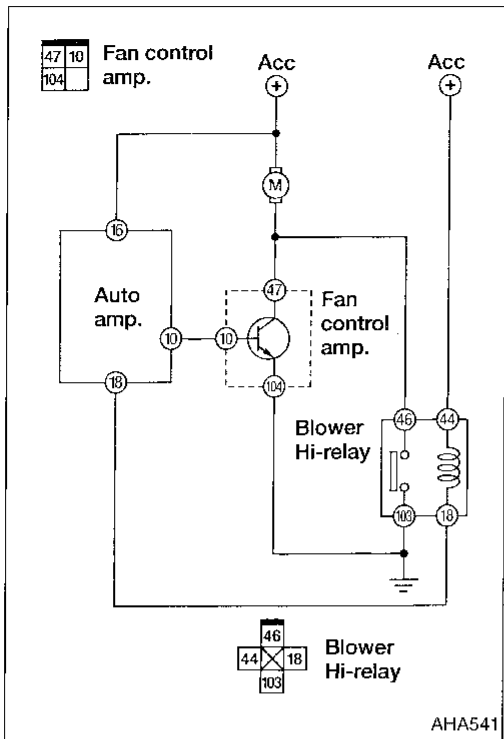 47 10 Fan control
104 amp.
Acc
Acc
+
+
M
16
47
Auto
amp.
Fan
control
amp.
10
10
18
104
Blower
Hi-relay
46
44
103
18
46
44 18
103
Blower
Hi-relay
AHA541